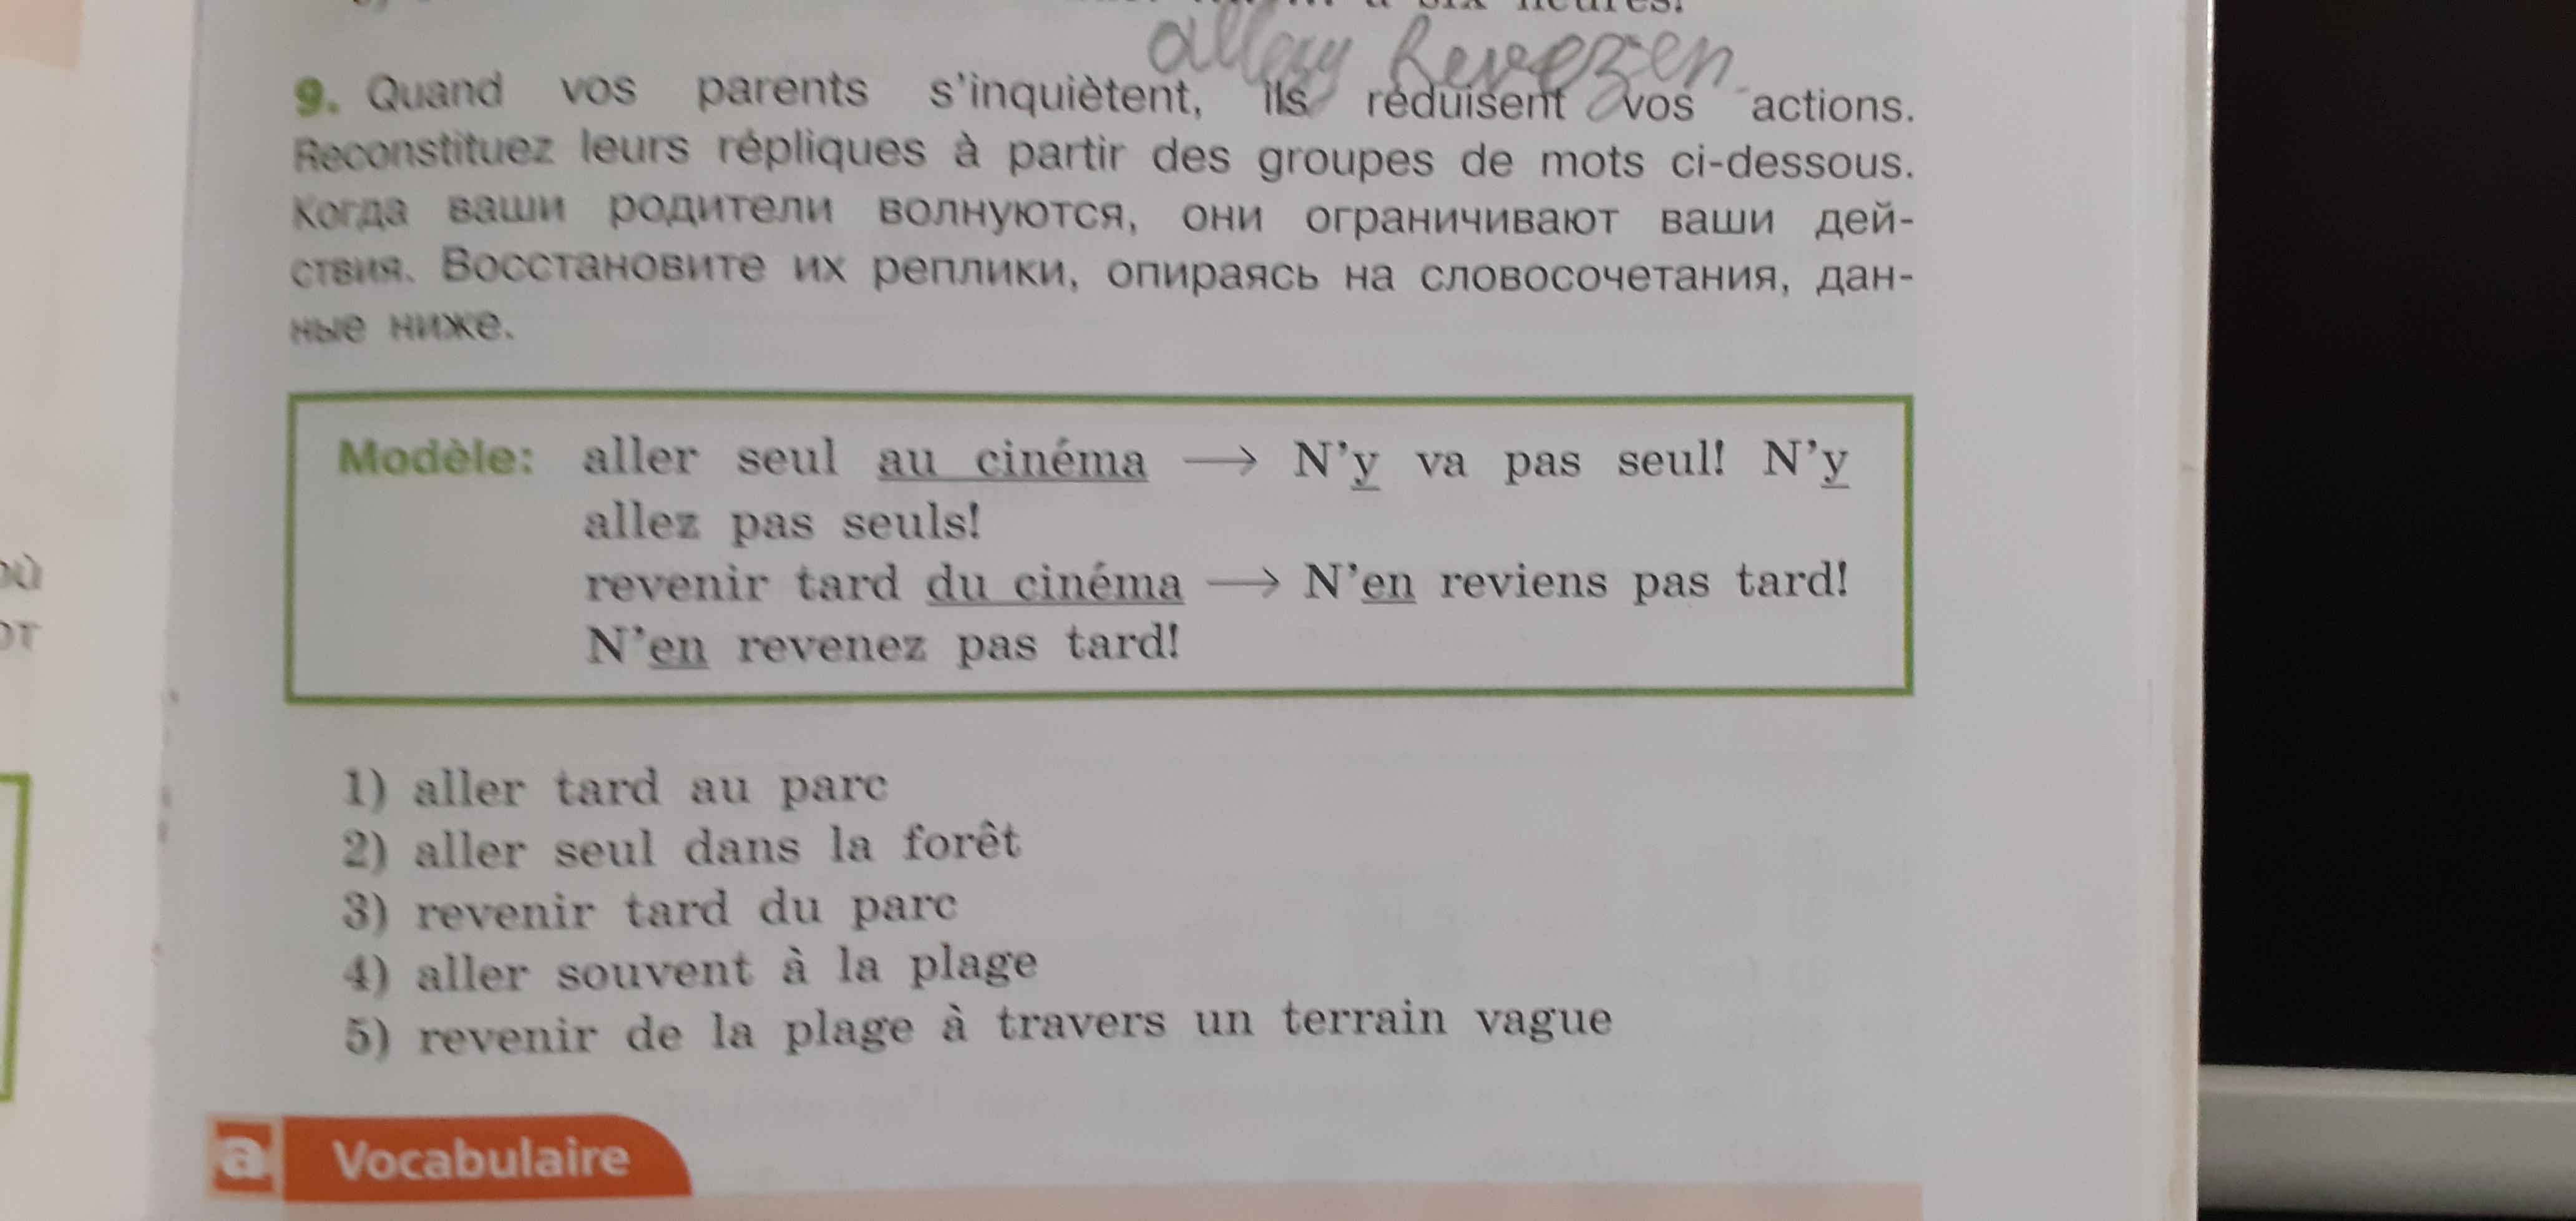 à six heures.
allez Revezen
9. Quand vos parents s'inquiètent, ils réduisent vos actions.
Reconstituez leurs répliques à partir des groupes de mots ci-dessous.
Когда ваши родители волнуются, они ограничивают ваши дей-
ствия. Восстановите их реплики, опираясь на словосочетания, дан-
ные ниже.
Modèle: aller seul au cinéma → N'y va pas seul! N'y
allez pas seuls!
revenir tard du cinéma → N'en reviens pas tard!
N'en revenez pas tard!
1) aller tard au parc
2) aller seul dans la forêt
3) revenir tard du parc
4) aller souvent à la plage
5) revenir de la plage à travers un terrain vague
a Vocabulaire